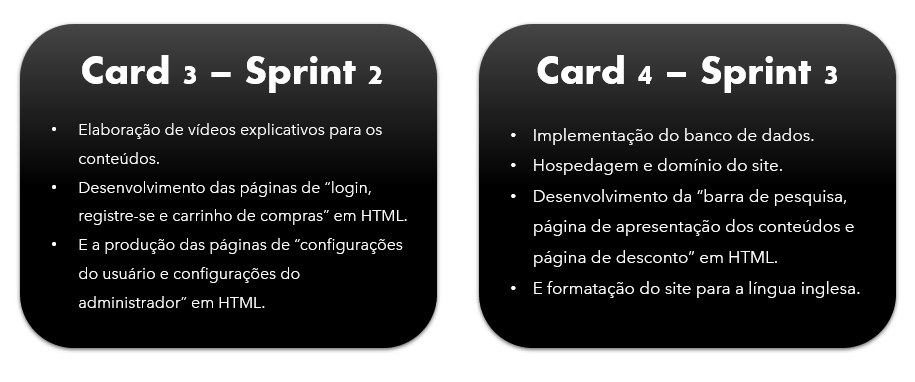 Card 3 – Sprint 2
• Elaboração de vídeos explicativos para os
conteúdos.
• Desenvolvimento das páginas de “login,
registre-se e carrinho de compras” em HTML.
• E a produção das páginas de “configurações
do usuário e configurações do
administrador” em HTML.
Card 4 – Sprint 3
• Implementação do banco de dados.
• Hospedagem e domínio do site.
• Desenvolvimento da “barra de pesquisa,
página de apresentação dos conteúdos e
página de desconto” em HTML.
• E formatação do site para a língua inglesa.